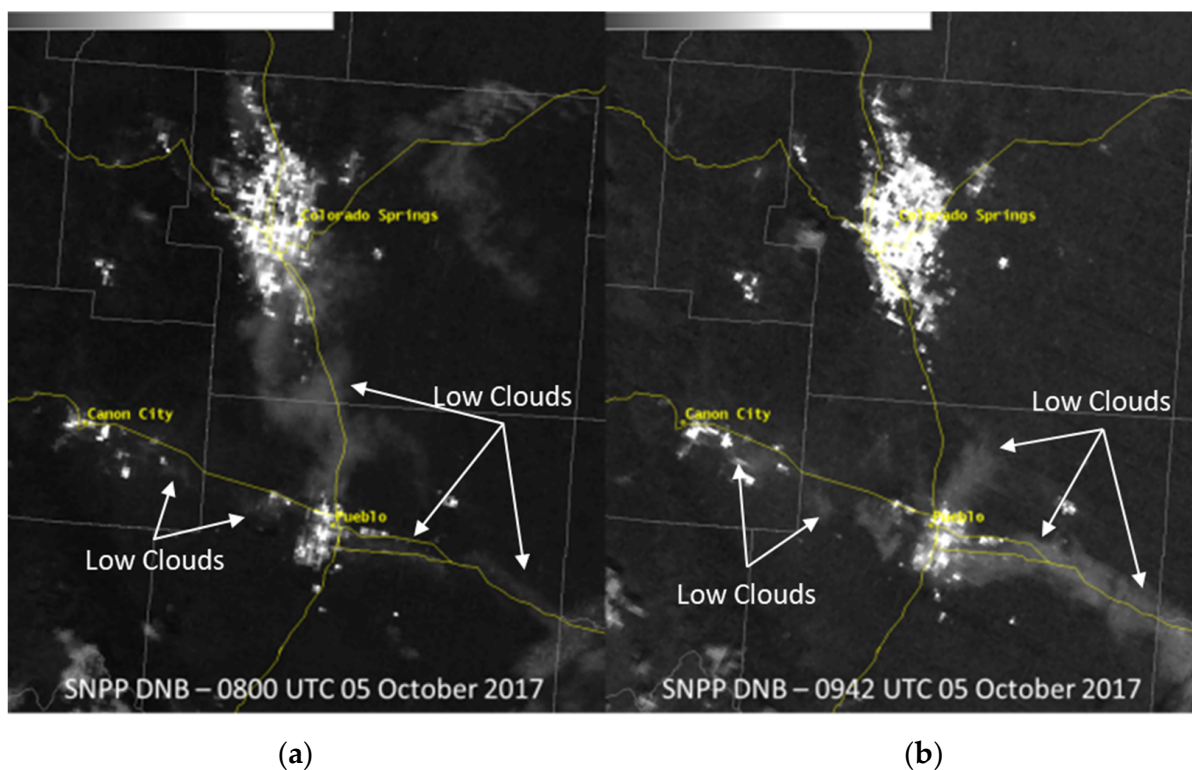 Colorado Springs
Canon City
Low Clouds
Pueblo
Low Clouds
SNPP DNB – 0800 UTC 05 October 2017
(a)
Colorado Springs
Canon City
Low Clouds
Pueblo
Low Clouds
SNPP DNB – 0942 UTC 05 October 2017
(b)